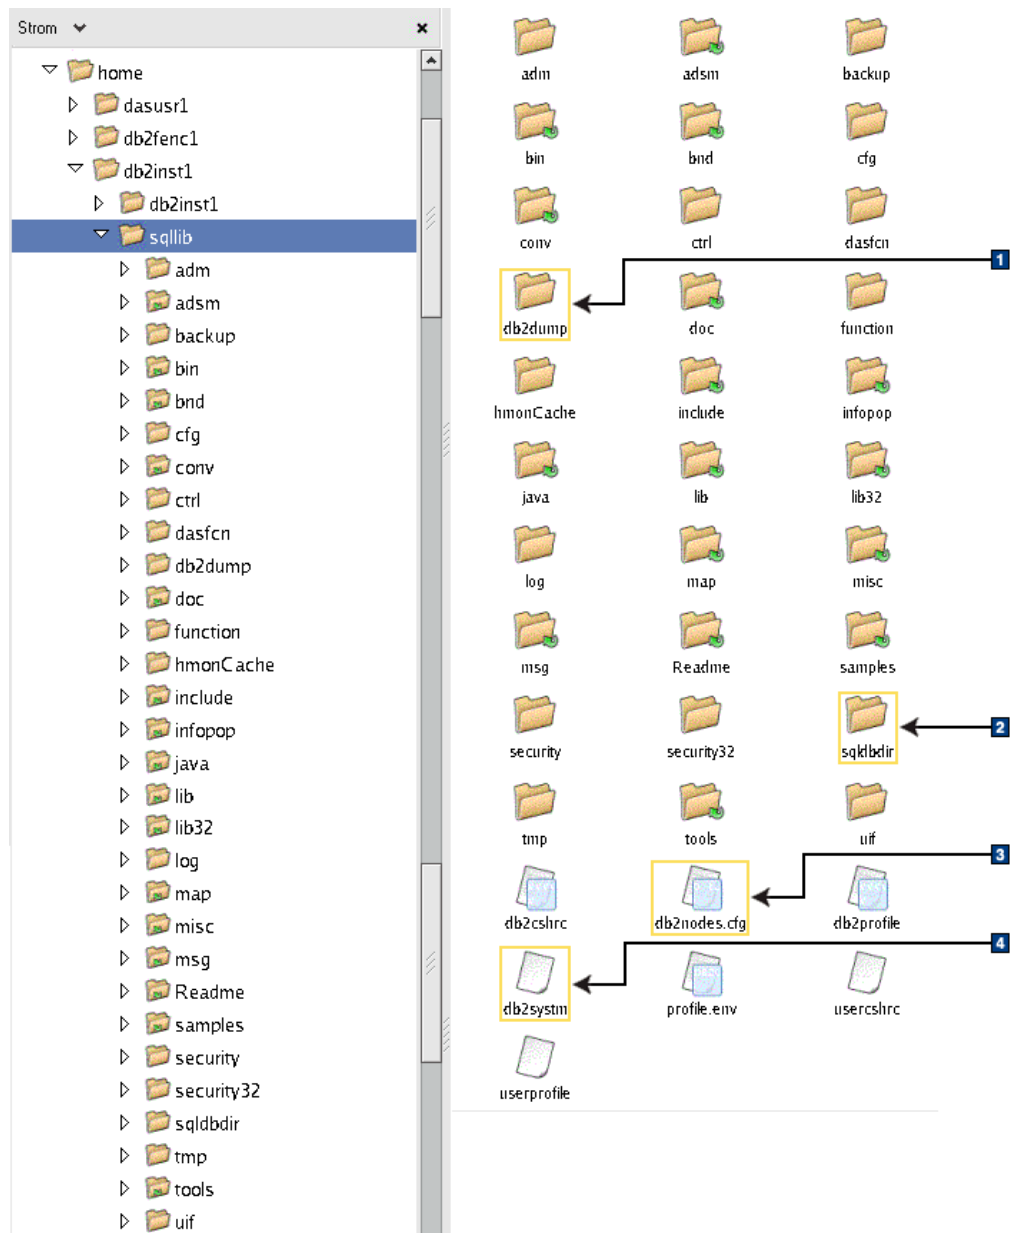 Strom
home
dasusr1
db2fenc1
db2inst1
db2inst1
sqllib
adm
adsm
backup
bin
bnd
cfg
conv
ctrl
dasfcn
db2dump
doc
function
hmonCache
include
infopop
java
lib
lib32
log
map
misc
msg
Readme
samples
security
security32
sqldbdir
tmp
tools
uif
adm adsm backup
bin bnd cfg
conv ctrl dasfcn
1
db2dump doc function
hmonCache include infopop
java lib lib32
log map misc
msg Readme samples
2
security security32 sqldbdir
tmp tools uif
3
db2cshrc db2nodes.cfg db2profile
4
db2systm profile.env usercshrc
userprofile